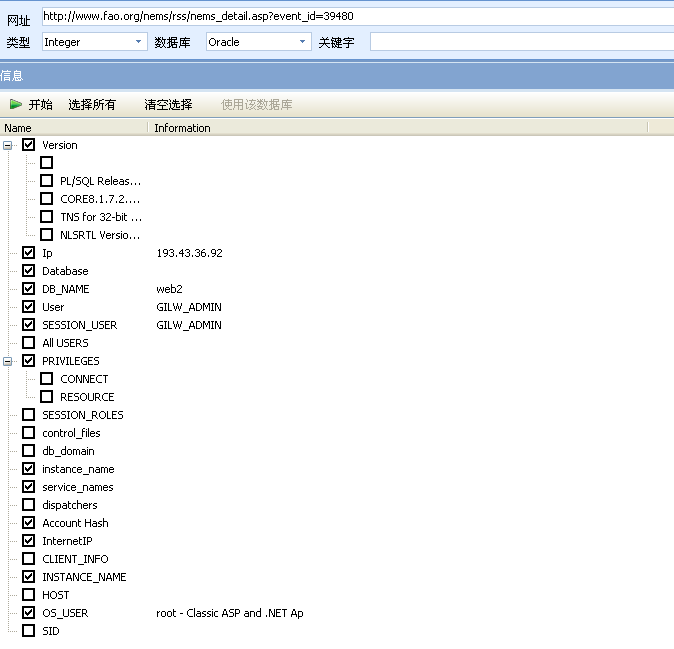 网址 http://www.fao.org/nems/rss/nems_detail.asp?event_id=39480
类型 Integer 数据库 Oracle 关键字
信息
开始 选择所有 清空选择 使用该数据库
Name Information
Version
PL/SQL Releas...
CORE8.1.7.2....
TNS for 32-bit ...
NLSRTL Versio...
Ip 193.43.36.92
Database
DB_NAME web2
User GILW_ADMIN
SESSION_USER GILW_ADMIN
All USERS
PRIVILEGES
CONNECT
RESOURCE
SESSION_ROLES
control_files
db_domain
instance_name
service_names
dispatchers
Account Hash
InternetIP
CLIENT_INFO
INSTANCE_NAME
HOST
OS_USER root - Classic ASP and .NET Ap
SID